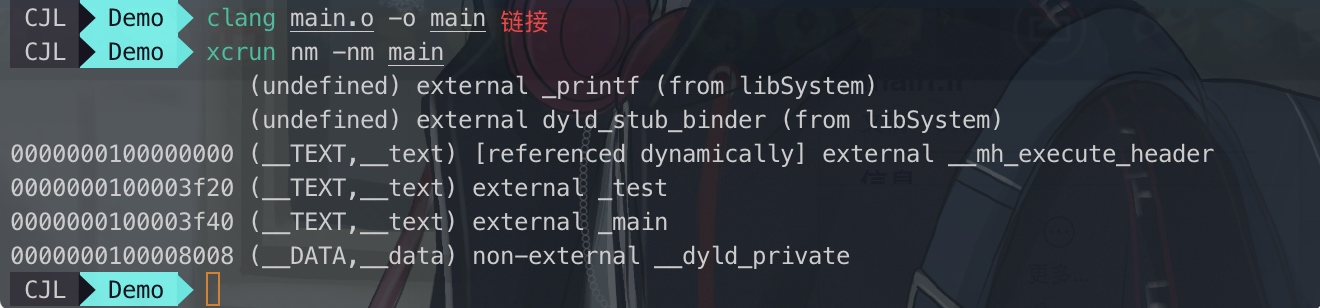 CJL Demo clang main.o -o main 链接
CJL Demo xcrun nm -nm main
(undefined) external _printf (from libSystem)
(undefined) external dyld_stub_binder (from libSystem)
0000000100000000 (__TEXT,__text) [referenced dynamically] external __mh_execute_header
0000000100003f20 (__TEXT,__text) external _test
0000000100003f40 (__TEXT,__text) external _main
0000000100008008 (__DATA,__data) non-external __dyld_private
CJL Demo